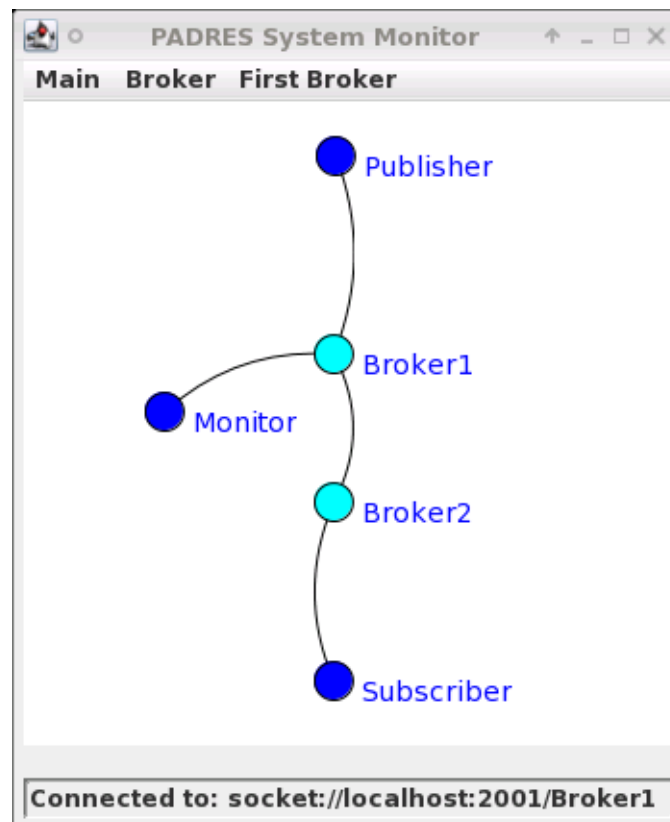 PADRES System Monitor
Main Broker First Broker
Publisher
Broker1
Monitor
Broker2
Subscriber
Connected to: socket://localhost:2001/Broker1